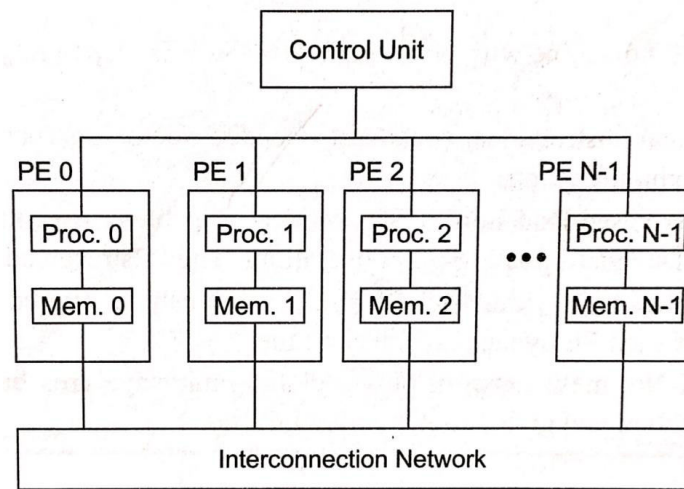 Control Unit
PE 0 PE 1 PE 2 PE N-1
Proc. 0 Proc. 1 Proc. 2 Proc. N-1
Mem. 0 Mem. 1 Mem. 2 Mem. N-1
Interconnection Network